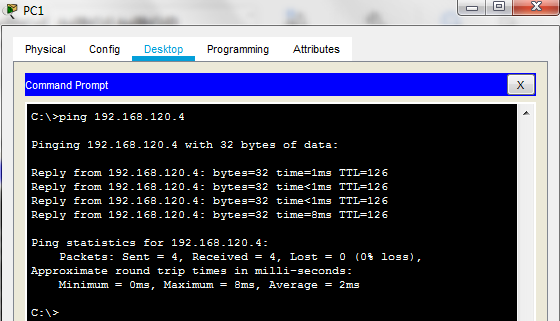 PC1
Physical Config Desktop Programming Attributes
Command Prompt
X
C:\>ping 192.168.120.4
Pinging 192.168.120.4 with 32 bytes of data:
Reply from 192.168.120.4: bytes=32 time=1ms TTL=126
Reply from 192.168.120.4: bytes=32 time<1ms TTL=126
Reply from 192.168.120.4: bytes=32 time<1ms TTL=126
Reply from 192.168.120.4: bytes=32 time=8ms TTL=126
Ping statistics for 192.168.120.4:
Packets: Sent = 4, Received = 4, Lost = 0 (0% loss),
Approximate round trip times in milli-seconds:
Minimum = 0ms, Maximum = 8ms, Average = 2ms
C:\>